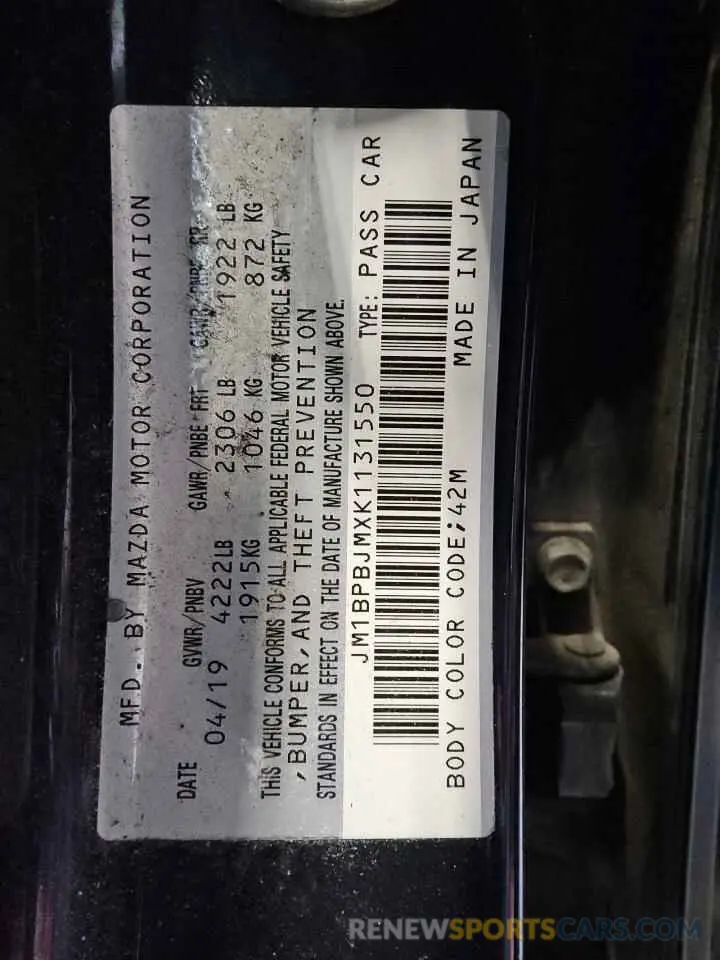 MFD. BY MAZDA MOTOR CORPORATION
DATE GVWR/PNBV GAWR/PNBE FRT GAWR/PNBE RR
04/19 4222LB 2306 LB 1922 LB
1915KG 1046 KG 872 KG
THIS VEHICLE CONFORMS TO ALL APPLICABLE FEDERAL MOTOR VEHICLE SAFETY
,BUMPER,AND THEFT PREVENTION
STANDARDS IN EFFECT ON THE DATE OF MANUFACTURE SHOWN ABOVE.
JM1BPBJMXK1131550 TYPE: PASS CAR
BODY COLOR CODE;42M MADE IN JAPAN
RENEWSPORTSCARS.COM